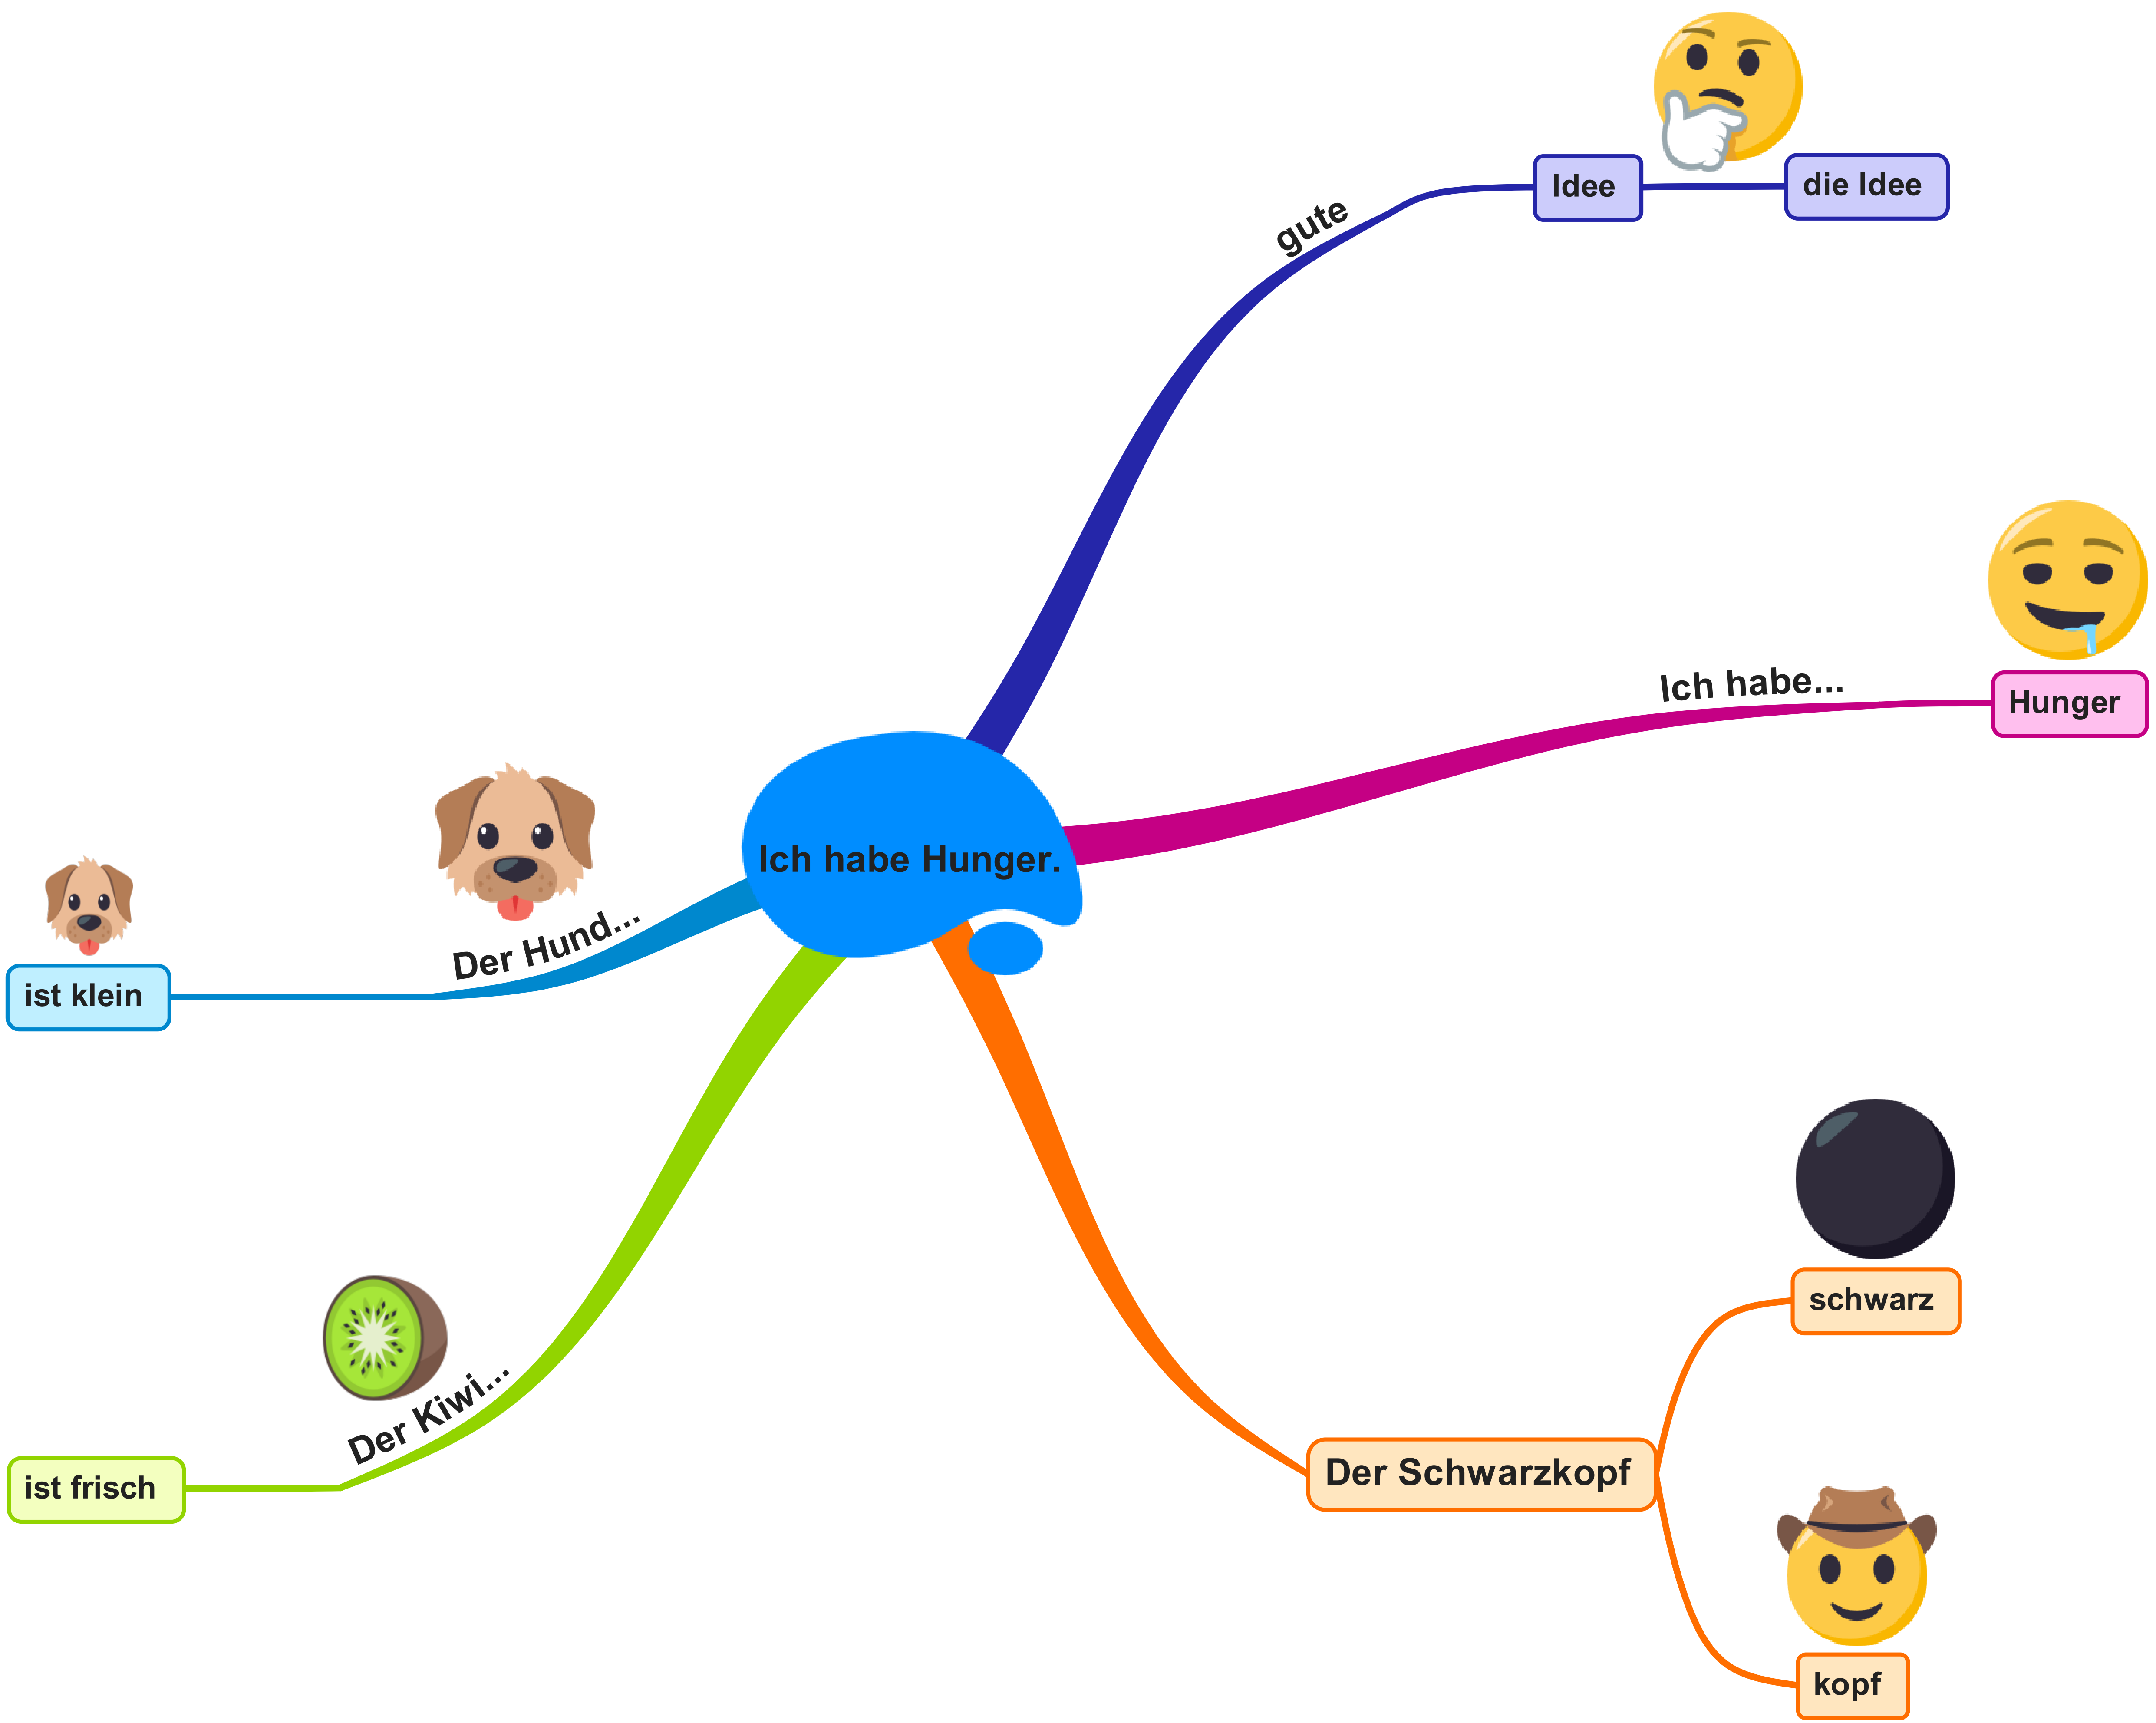 gute
Idee
die Idee
Ich habe...
Hunger
Ich habe Hunger.
Der Hund...
ist klein
Der Kiwi...
ist frisch
Der Schwarzkopf
schwarz
kopf